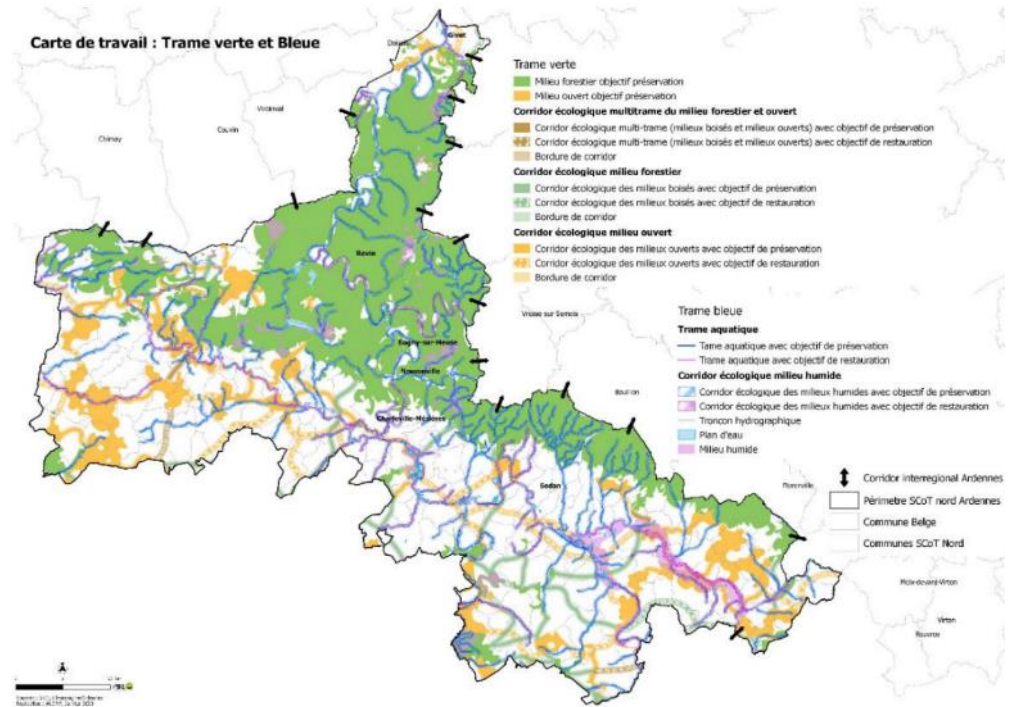 Carte de travail : Trame verte et Bleue
Givet
Viroinval
Couvin
Chimay
Revin
Bogny-sur-Meuse
Nouzonville
Charleville-Mézières
Sedan
Vresse sur Semois
Bouillon
Florenville
Meix-devant-Virton
Virton
Rouvroy
Trame verte
Milieu forestier objectif préservation
Milieu ouvert objectif préservation
Corridor écologique multitrame du milieu forestier et ouvert
Corridor écologique multi-trame (milieux boisés et milieux ouverts) avec objectif de préservation
Corridor écologique multi-trame (milieux boisés et milieux ouverts) avec objectif de restauration
Bordure de corridor
Corridor écologique milieu forestier
Corridor écologique des milieux boisés avec objectif de préservation
Corridor écologique des milieux boisés avec objectif de restauration
Bordure de corridor
Corridor écologique milieu ouvert
Corridor écologique des milieux ouverts avec objectif de préservation
Corridor écologique des milieux ouverts avec objectif de restauration
Bordure de corridor
Trame bleue
Trame aquatique
Tame aquatique avec objectif de préservation
Trame aquatique avec objectif de restauration
Corridor écologique milieu humide
Corridor écologique des milieux humides avec objectif de préservation
Corridor écologique des milieux humides avec objectif de restauration
Troncon hydrographique
Plan d'eau
Milieu humide
Corridor interregional Ardennes
Périmetre SCoT nord Ardennes
Commune Belge
Communes SCoT Nord